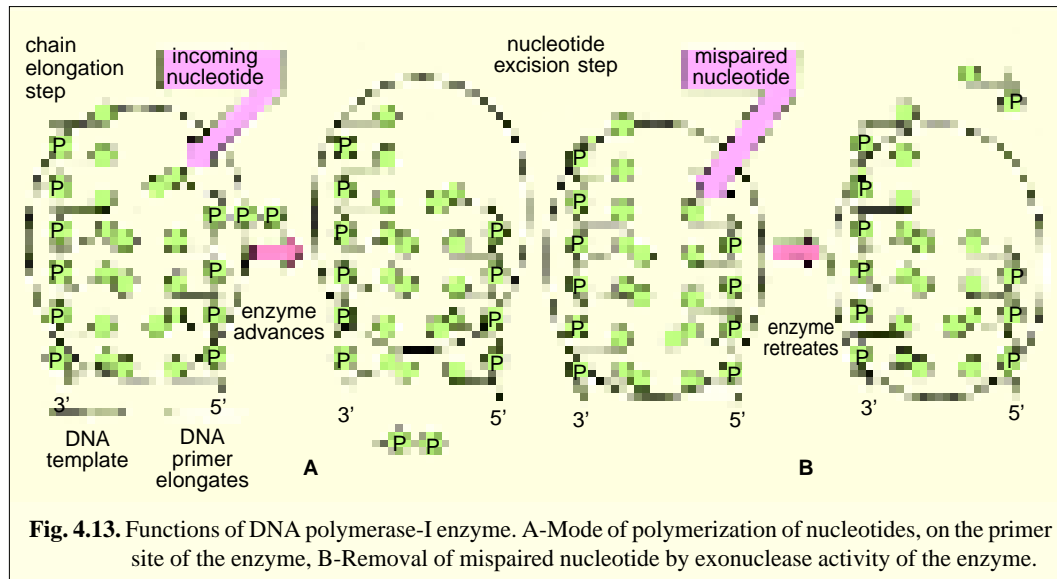 chain
elongation
step
incoming
nucleotide
P
P
P
P
P
P
P
P
P
P
P
P
enzyme
advances
3’
5’
DNA
template
DNA
primer
elongates
P
P
P
P
P
P
P
P
P
P
3’
5’
P
P
A
nucleotide
excision step
mispaired
nucleotide
P
P
P
P
P
P
P
P
P
P
3’
5’
enzyme
retreates
B
P
P
P
P
P
P
P
P
P
P
3’
5’
Fig. 4.13. Functions of DNA polymerase-I enzyme. A-Mode of polymerization of nucleotides, on the primer
site of the enzyme, B-Removal of mispaired nucleotide by exonuclease activity of the enzyme.